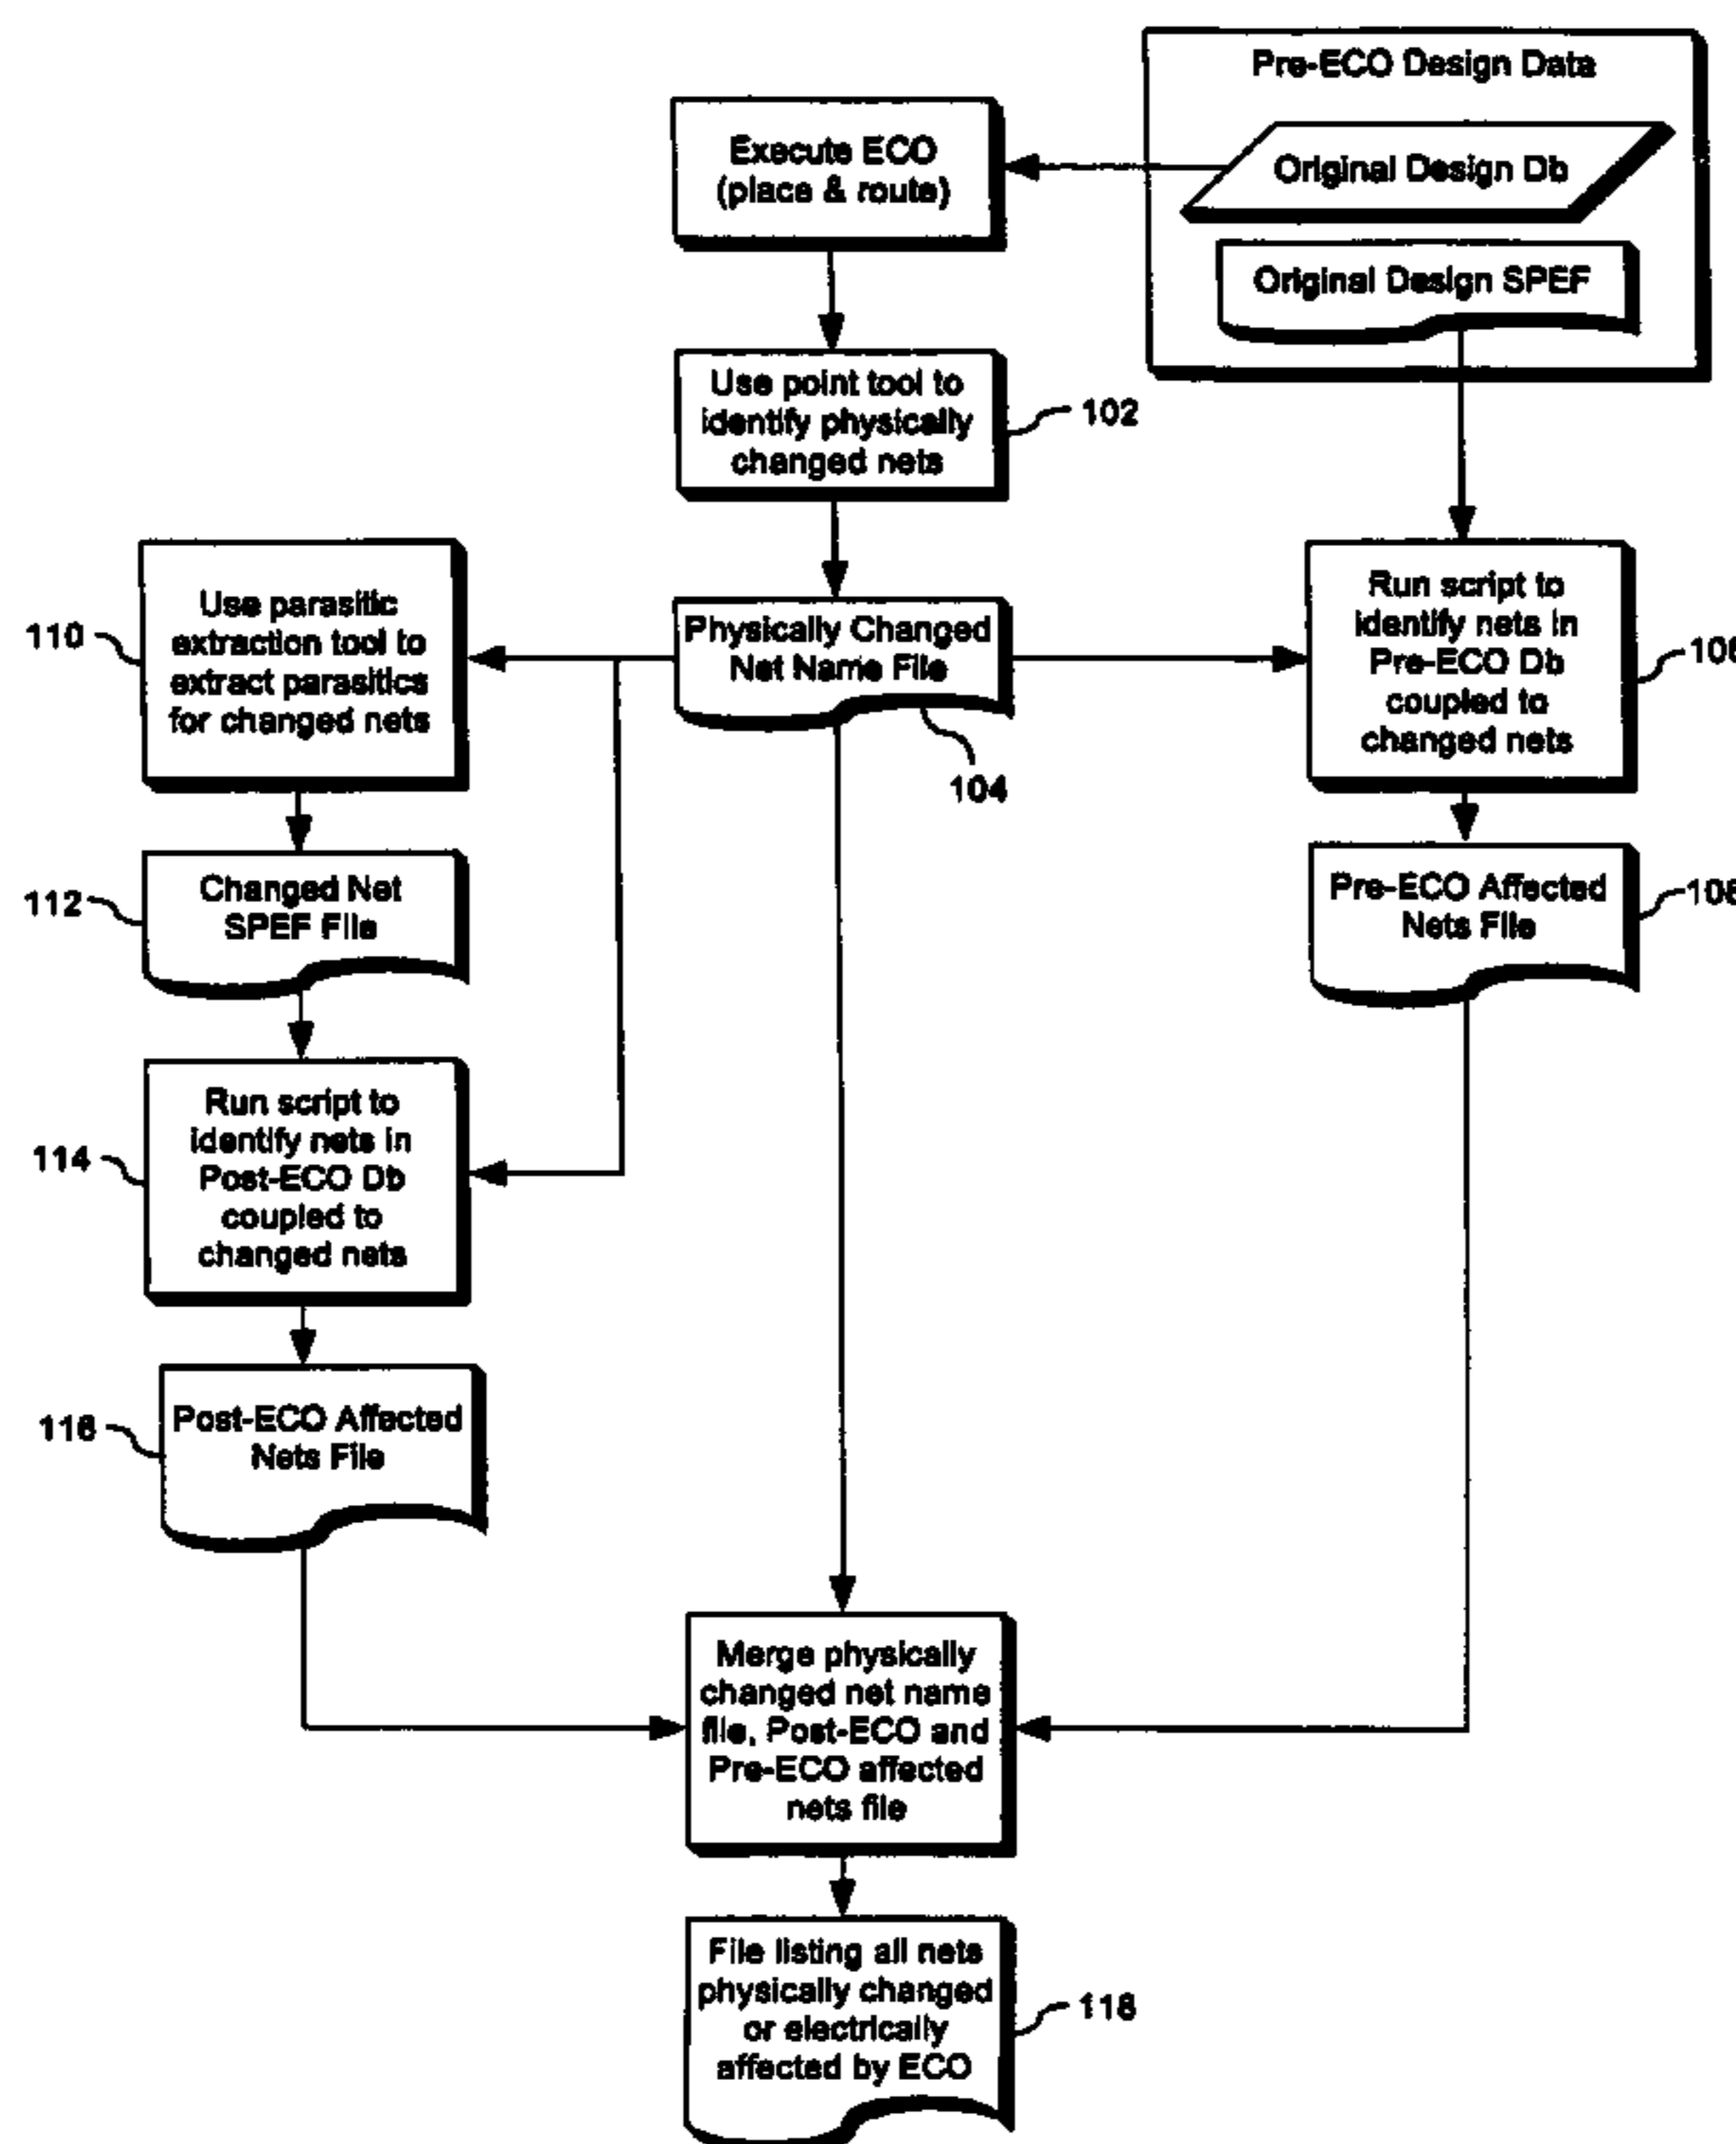 Pre-ECO Design Data
Original Design Db
Original Design SPEF
Execute ECO
(place & route)
Use point tool to
identify physically
changed nets
102
Physically Changed
Net Name File
104
Use parasitic
extraction tool to
extract parasitics
for changed nets
110
Run script to
identify nets in
Pre-ECO Db
coupled to
changed nets
106
Changed Net
SPEF File
112
Pre-ECO Affected
Nets File
108
Run script to
identify nets in
Post-ECO Db
coupled to
changed nets
114
Post-ECO Affected
Nets File
116
Merge physically
changed net name
file, Post-ECO and
Pre-ECO affected
nets file
File listing all nets
physically changed
or electrically
affected by ECO
118